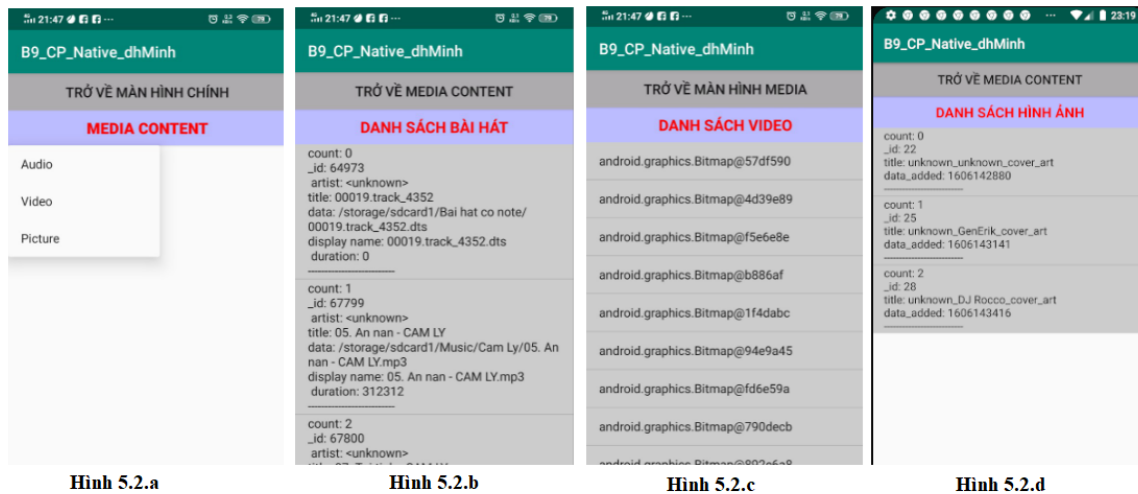 21:47
B9_CP_Native_dhMinh
TRỞ VỀ MÀN HÌNH CHÍNH
MEDIA CONTENT
Audio
Video
Picture
Hình 5.2.a
21:47
B9_CP_Native_dhMinh
TRỞ VỀ MEDIA CONTENT
DANH SÁCH BÀI HÁT
count: 0
_id: 64973
artist: <unknown>
title: 00019.track_4352
data: /storage/sdcard1/Bai hat co note/
00019.track_4352.dts
display name: 00019.track_4352.dts
duration: 0
--------------------------
count: 1
_id: 67799
artist: <unknown>
title: 05. An nan - CAM LY
data: /storage/sdcard1/Music/Cam Ly/05. An
nan - CAM LY.mp3
display name: 05. An nan - CAM LY.mp3
duration: 312312
--------------------------
count: 2
_id: 67800
artist: <unknown>
Hình 5.2.b
21:47
B9_CP_Native_dhMinh
TRỞ VỀ MÀN HÌNH MEDIA
DANH SÁCH VIDEO
android.graphics.Bitmap@57df590
android.graphics.Bitmap@4d39e89
android.graphics.Bitmap@f5e6e8e
android.graphics.Bitmap@b886af
android.graphics.Bitmap@1f4dabc
android.graphics.Bitmap@94e9a45
android.graphics.Bitmap@fd6e59a
android.graphics.Bitmap@790decb
Hình 5.2.c
23:19
B9_CP_Native_dhMinh
TRỞ VỀ MEDIA CONTENT
DANH SÁCH HÌNH ẢNH
count: 0
_id: 22
title: unknown_unknown_cover_art
data_added: 1606142880
--------------------------
count: 1
_id: 25
title: unknown_GenErik_cover_art
data_added: 1606143141
--------------------------
count: 2
_id: 28
title: unknown_DJ Rocco_cover_art
data_added: 1606143416
--------------------------
Hình 5.2.d